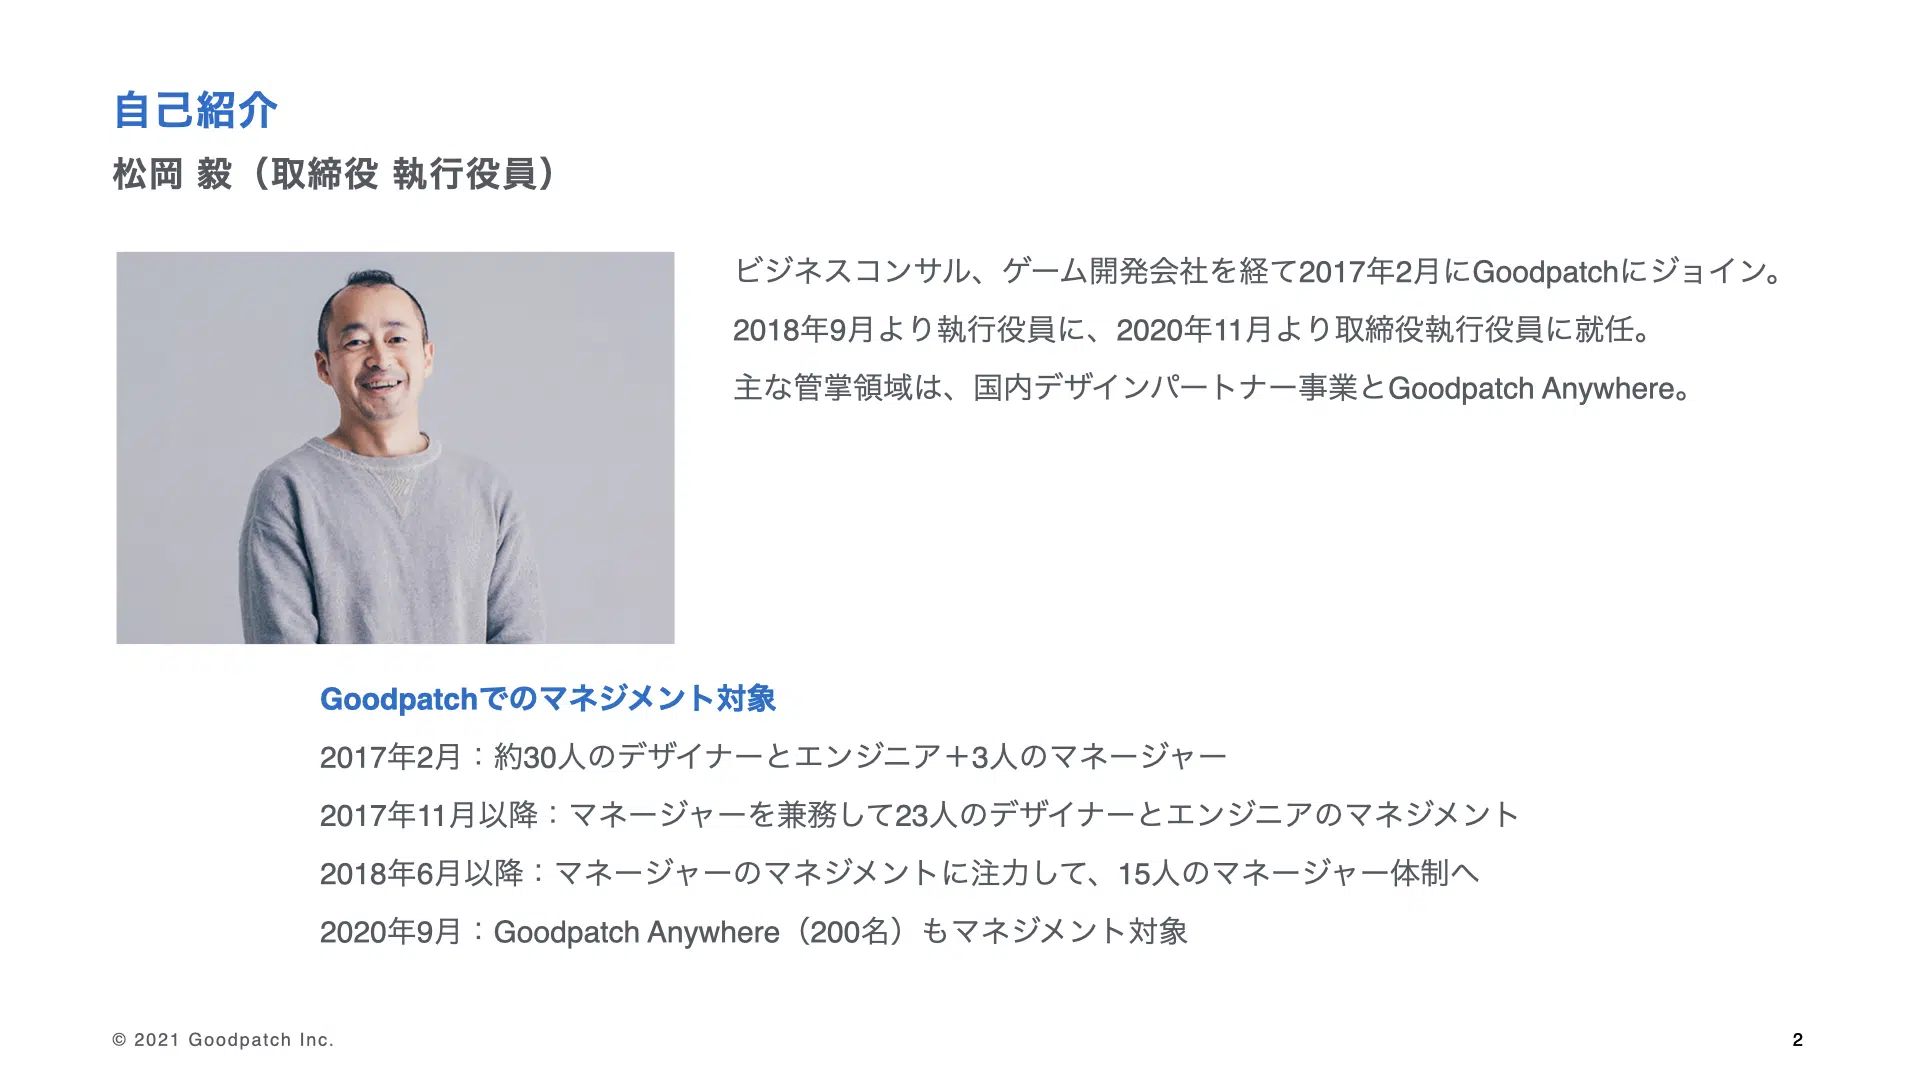 自己紹介
松岡 毅（取締役 執行役員）
ビジネスコンサル、ゲーム開発会社を経て2017年2月にGoodpatchにジョイン。
2018年9月より執行役員に、2020年11月より取締役執行役員に就任。
主な管掌領域は、国内デザインパートナー事業とGoodpatch Anywhere。
Goodpatchでのマネジメント対象
2017年2月：約30人のデザイナーとエンジニア＋3人のマネージャー
2017年11月以降：マネージャーを兼務して23人のデザイナーとエンジニアのマネジメント
2018年6月以降：マネージャーのマネジメントに注力して、15人のマネージャー体制へ
2020年9月：Goodpatch Anywhere（200名）もマネジメント対象
© 2021 Goodpatch Inc.
2